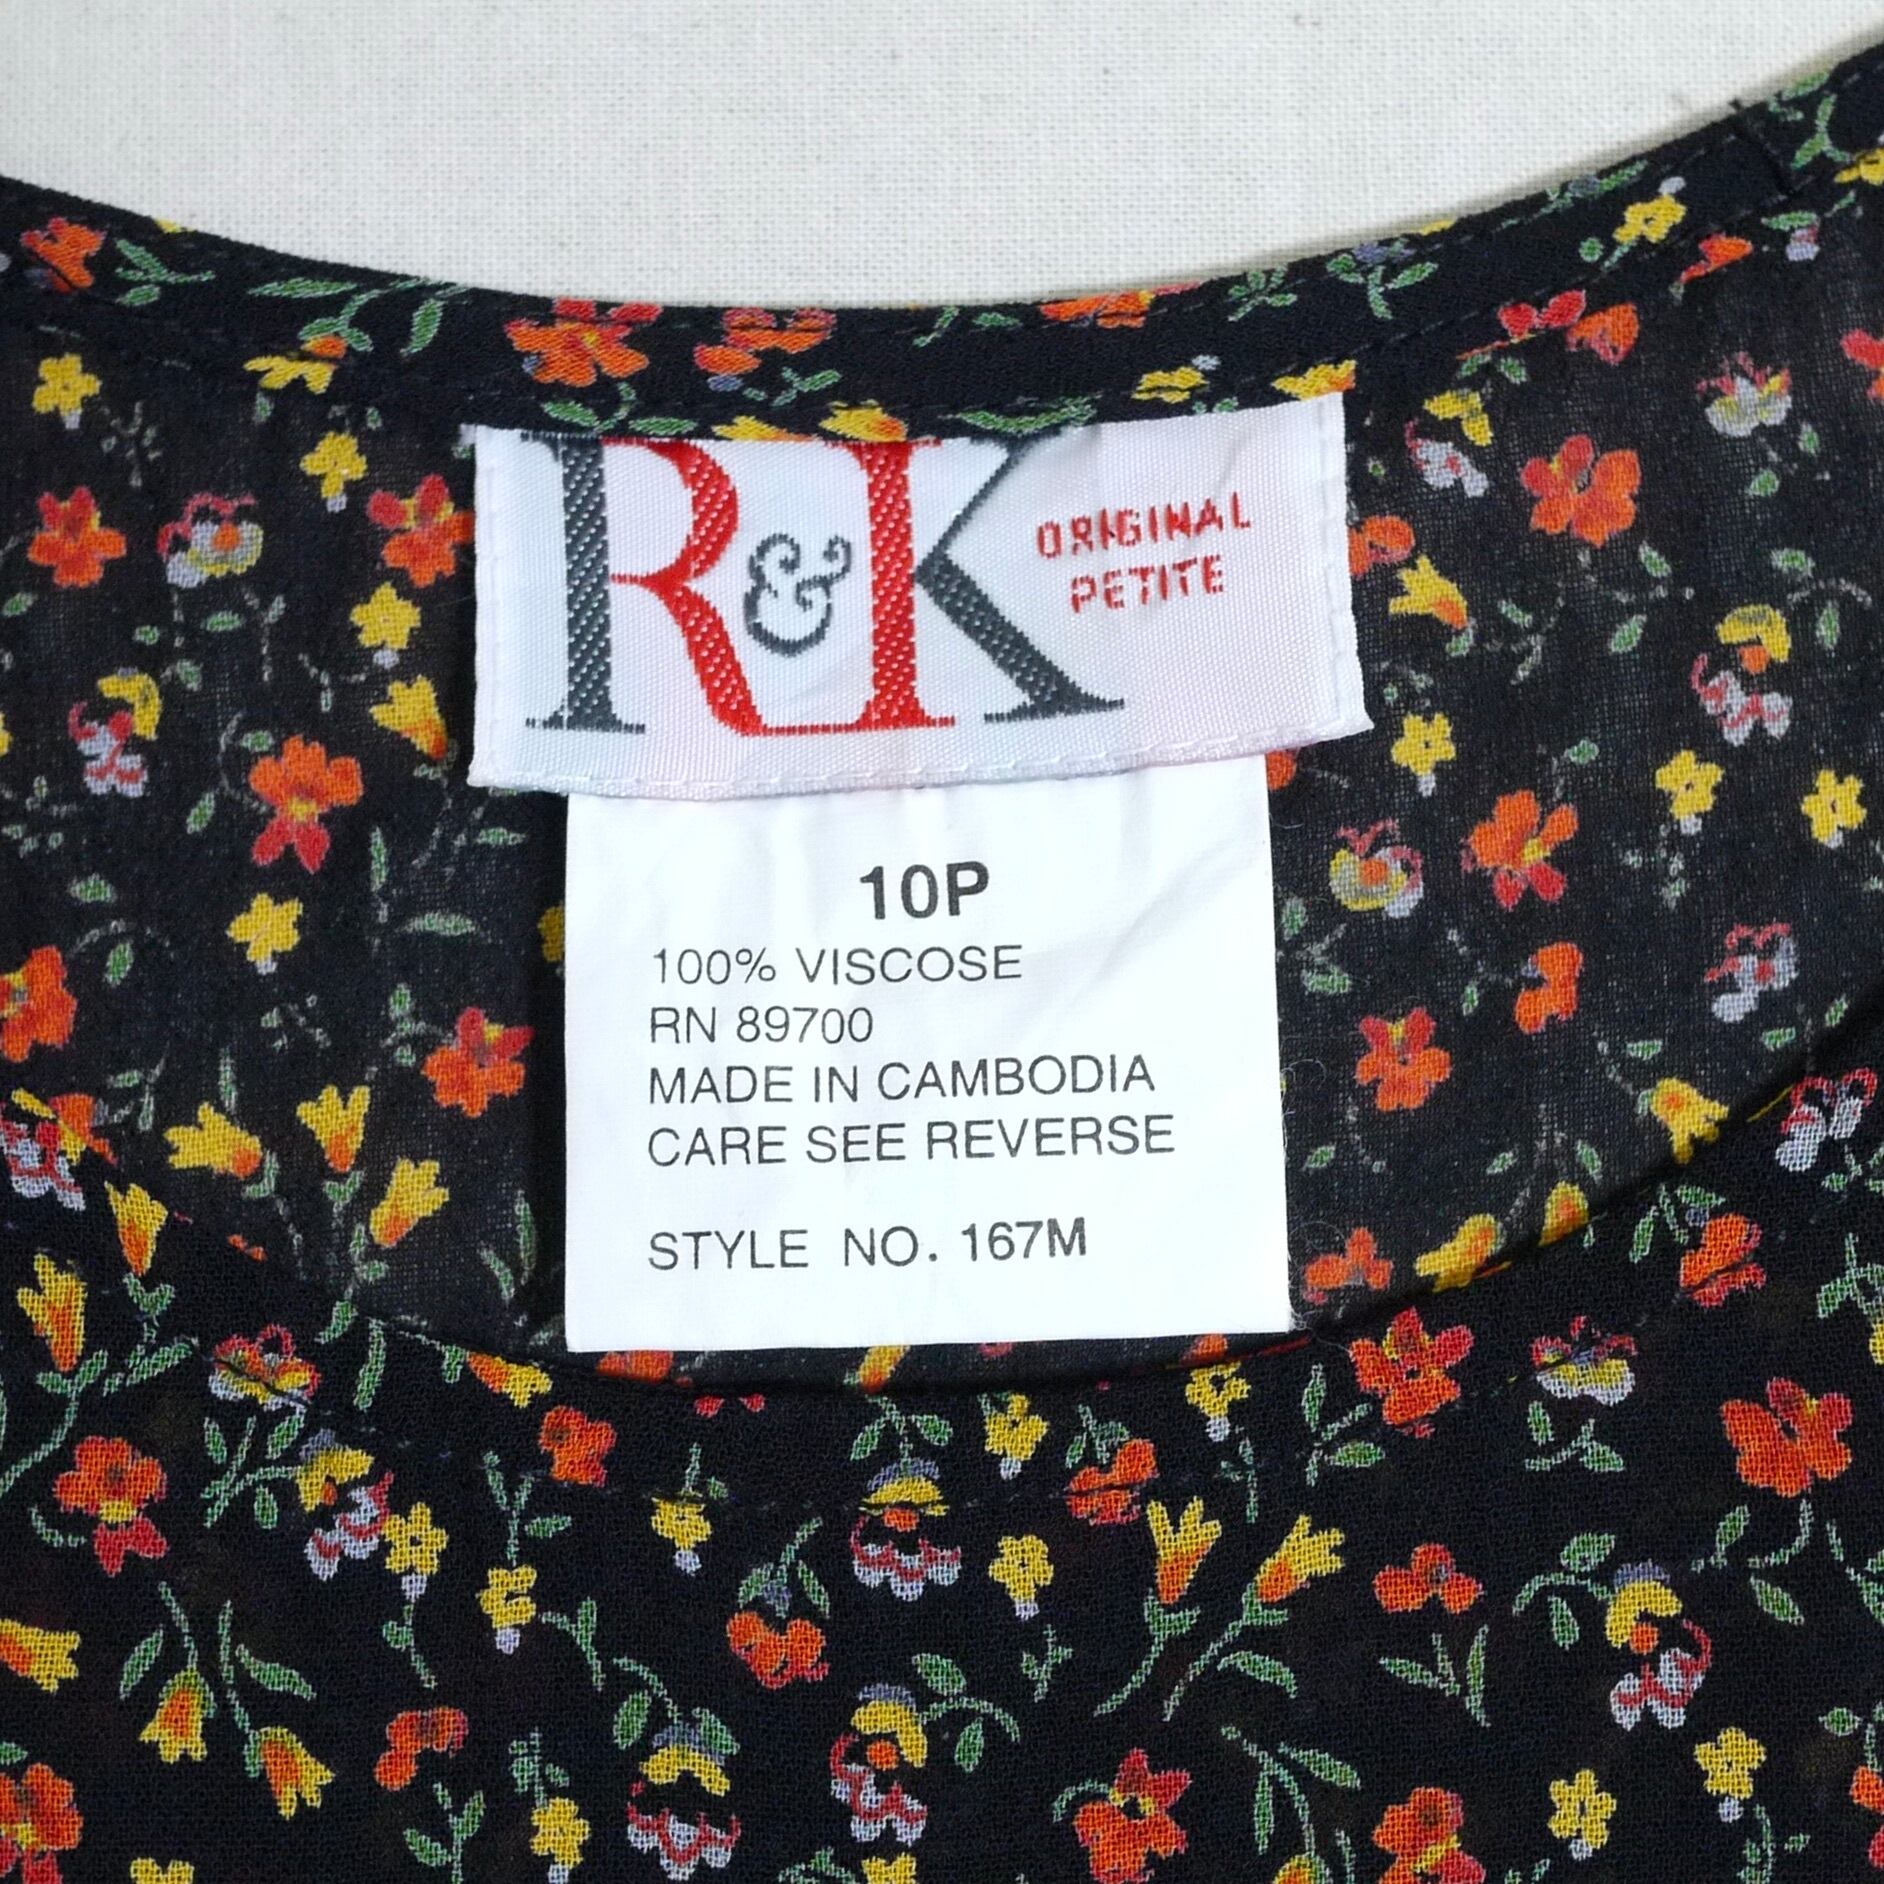 R&K
ORIGINAL
PETITE
10P
100% VISCOSE
RN 89700
MADE IN CAMBODIA
CARE SEE REVERSE
STYLE NO. 167M